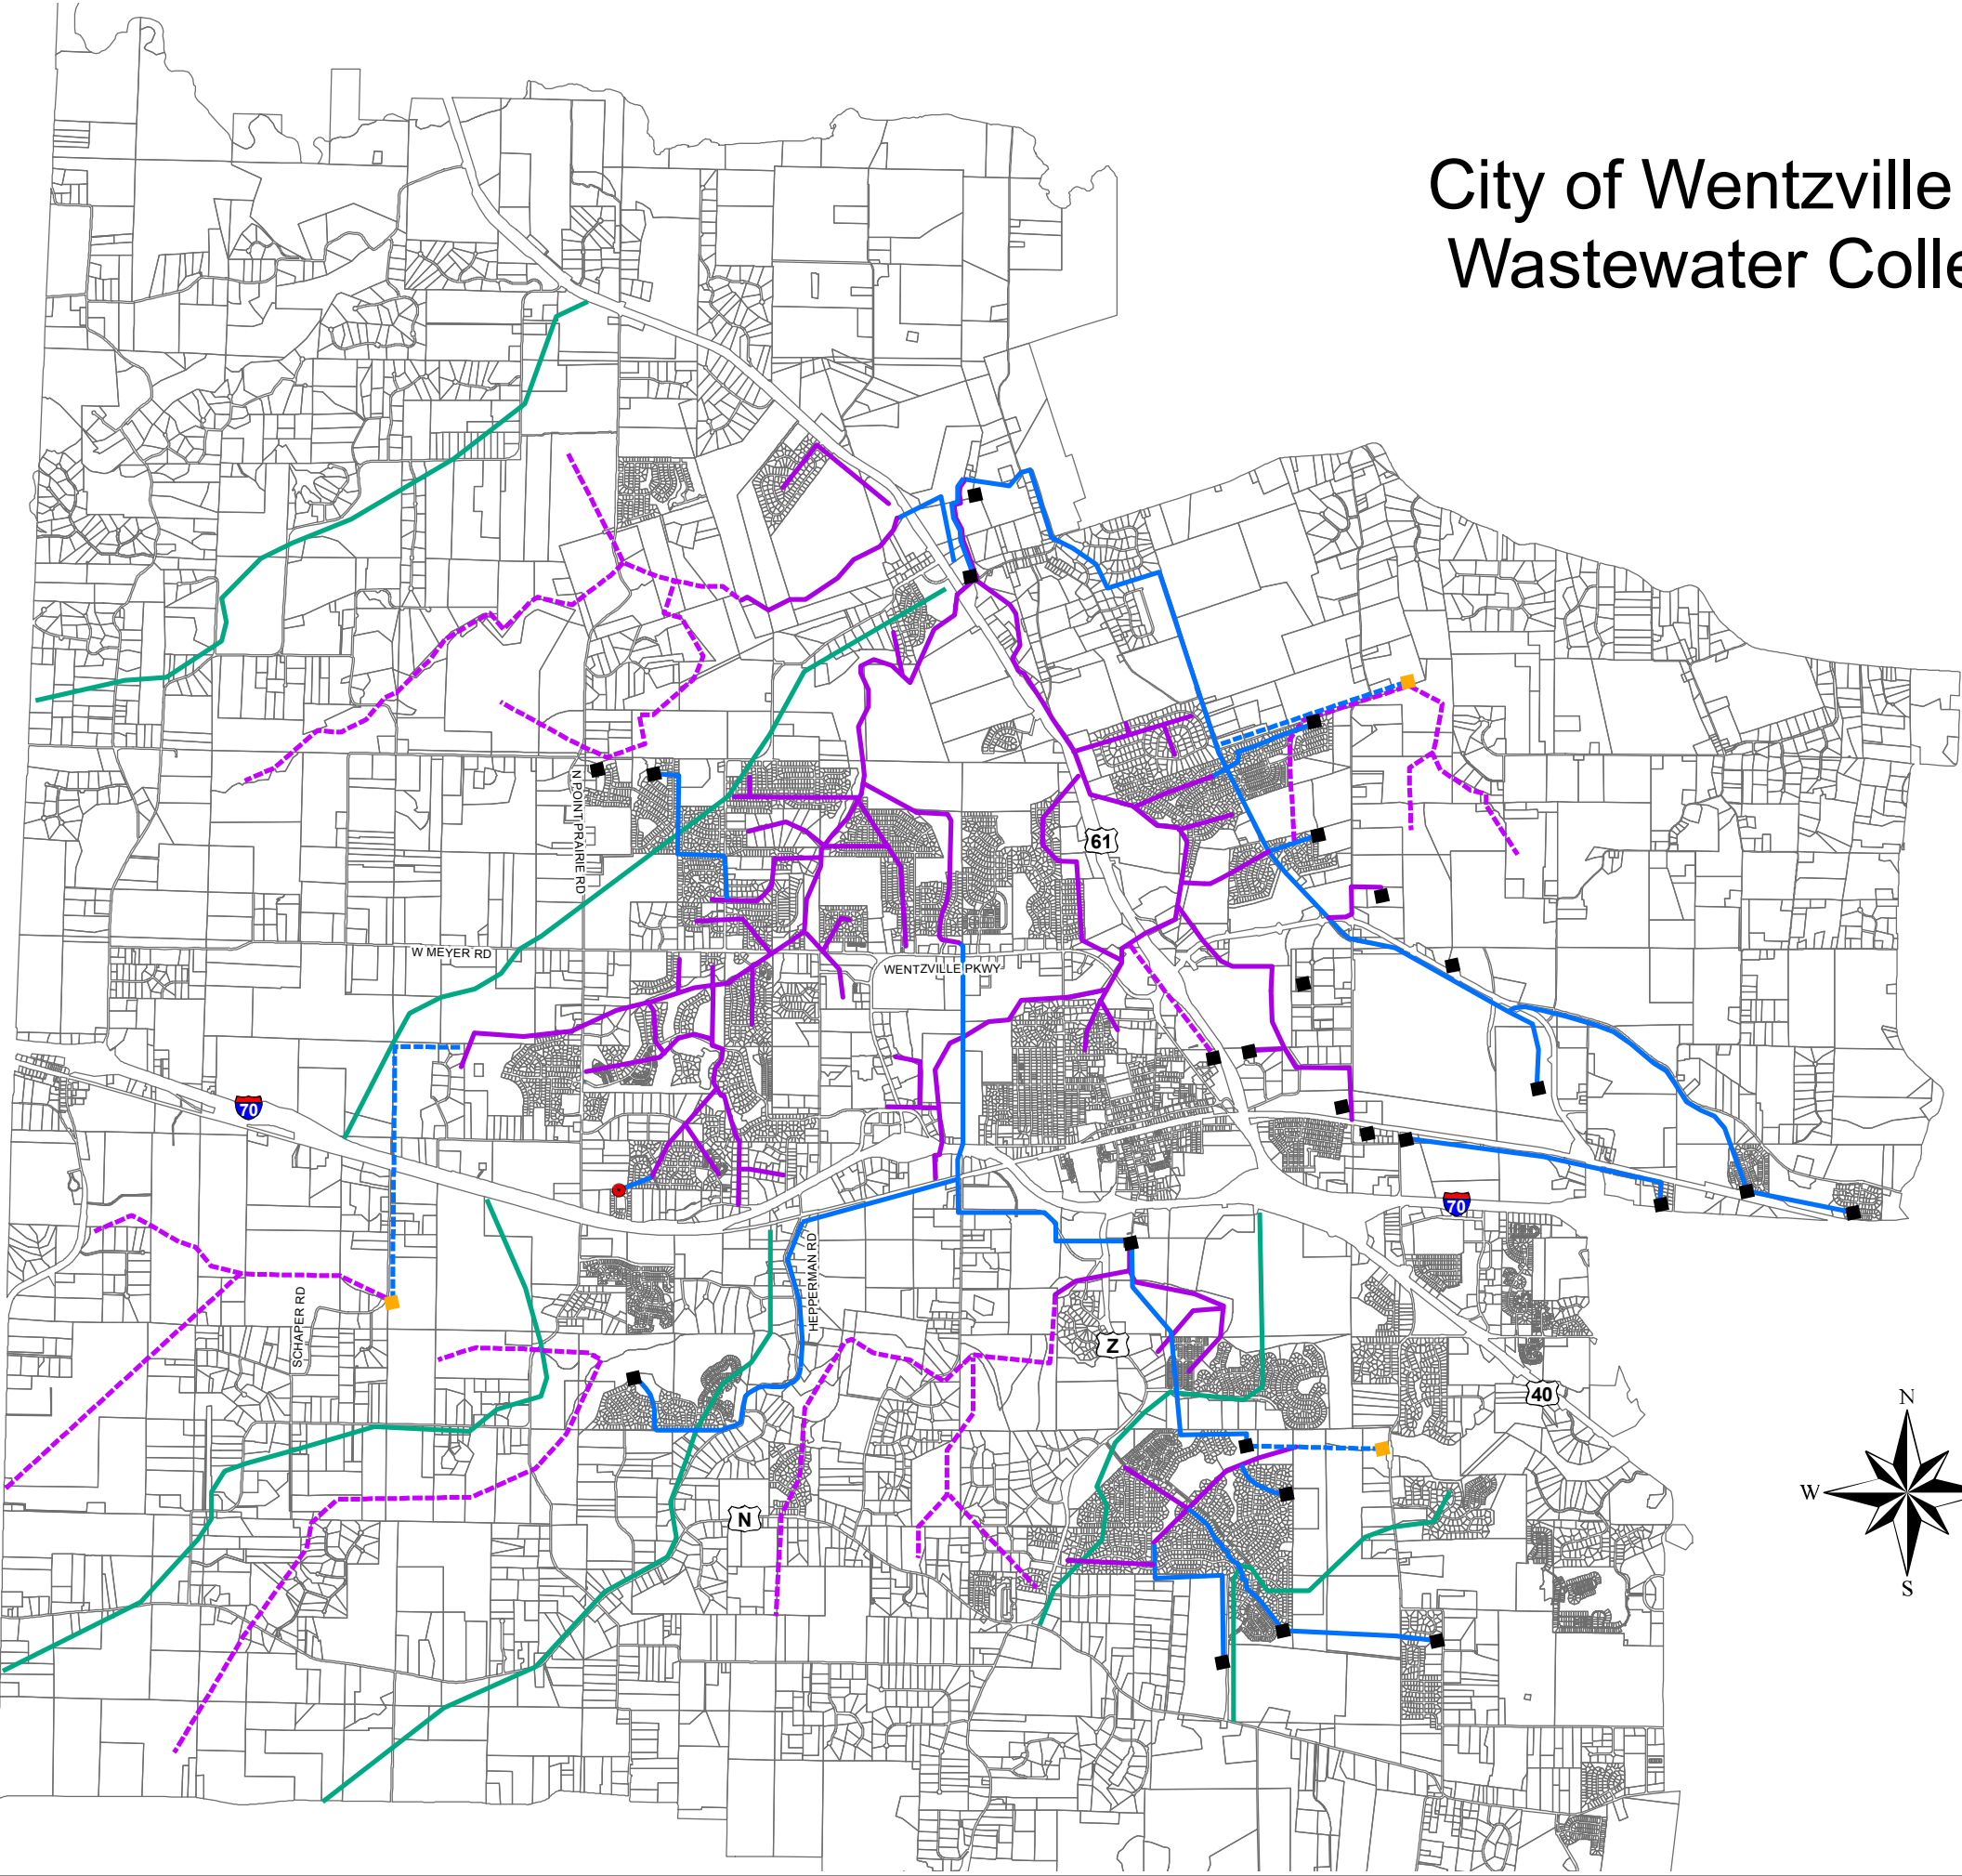 City of Wentzville
Wastewater Colle
N POINT PRAIRIE RD
61
W MEYER RD
WENTZVILLE PKWY
70
70
HEPPERMAN RD
SCHAPER RD
Z
40
N
N
W
S